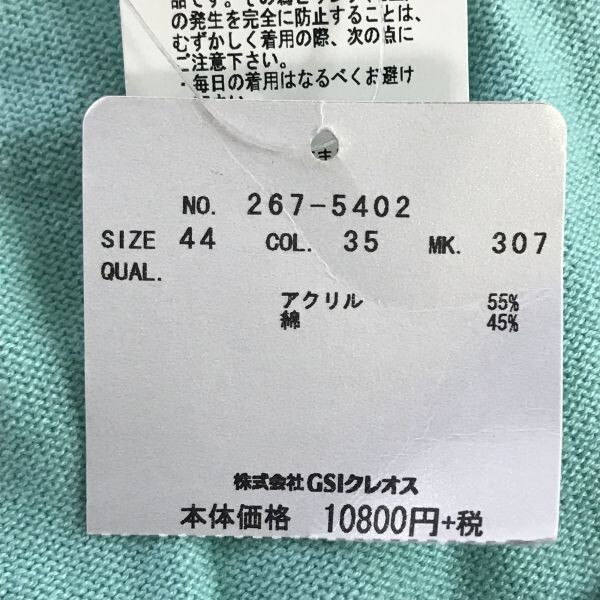 の発生を完全に防止することは、
むずかしく着用の際、次の点に
ご注意下さい。
・毎日の着用はなるべくお避け
NO. 267-5402
SIZE 44 COL. 35 MK. 307
QUAL.
アクリル 55%
綿 45%
株式会社GSIクレオス
本体価格 10800円+税